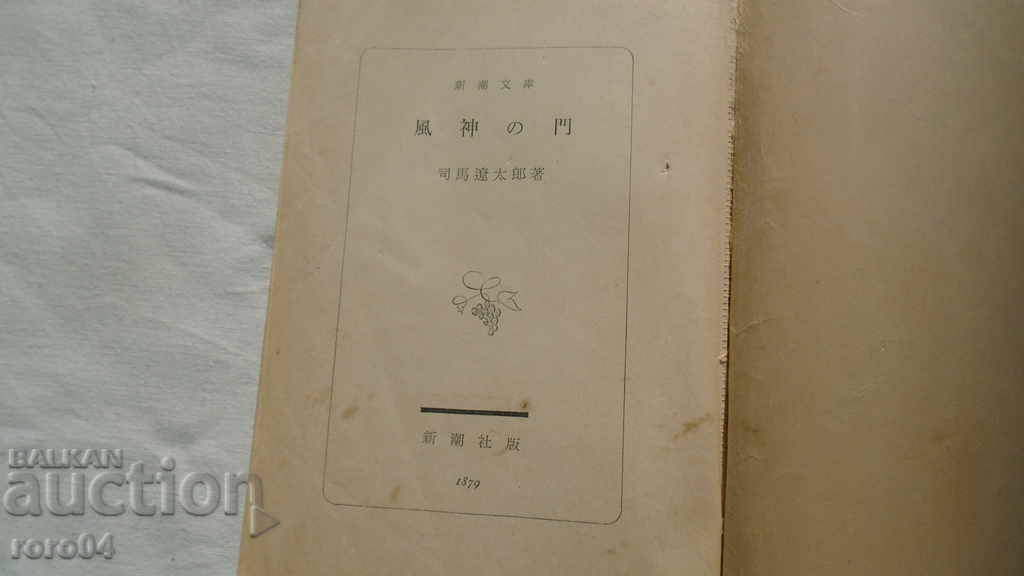 新潮文庫
風神の門
司馬遼太郎著
新潮社版
1879
BALKAN
auction
roro04